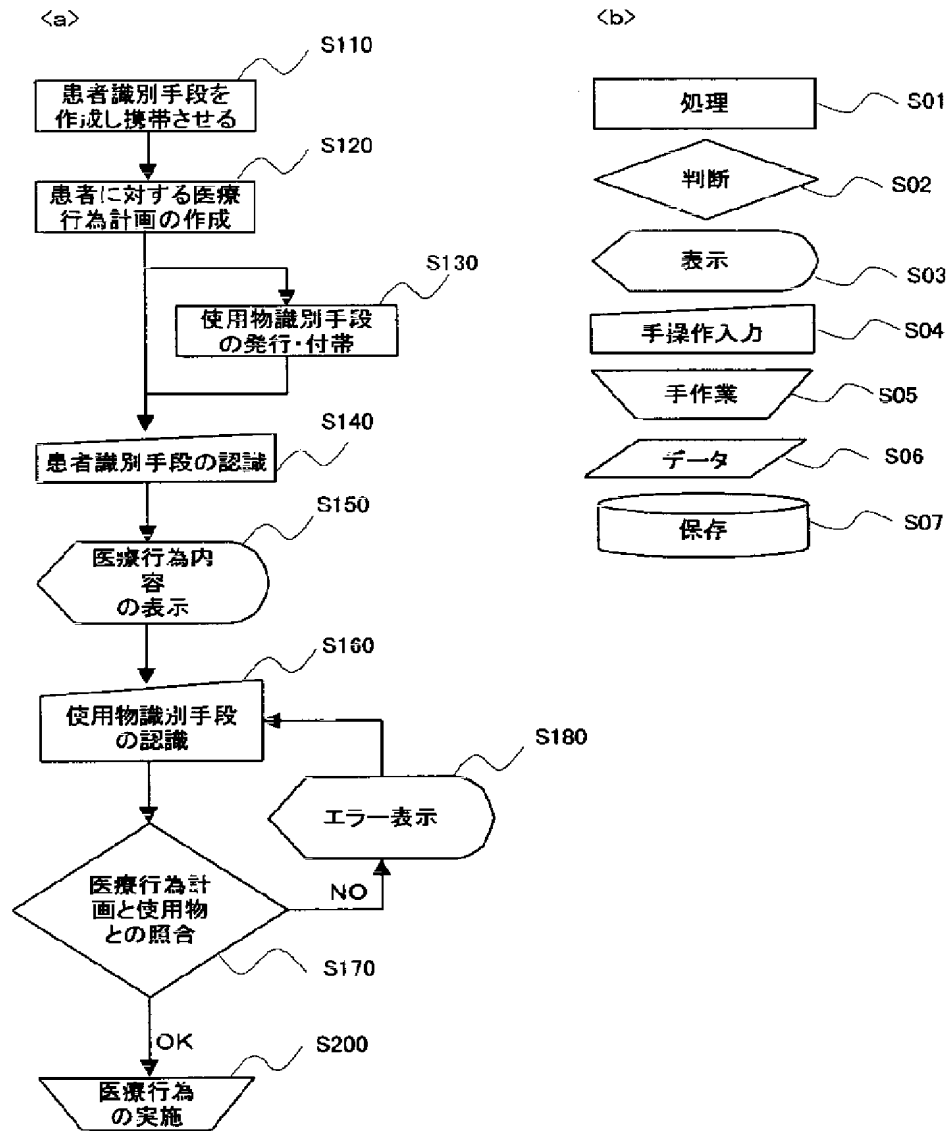 <a>
S110
患者識別手段を
作成し携帯させる
S120
患者に対する医療
行為計画の作成
S130
使用物識別手段
の発行・付帯
S140
患者識別手段の認識
S150
医療行為内
容
の表示
S160
使用物識別手段
の認識
S180
エラー表示
医療行為計
画と使用物
との照合
NO
S170
OK
S200
医療行為
の実施
<b>
処理
S01
判断
S02
表示
S03
手操作入力
S04
手作業
S05
データ
S06
保存
S07